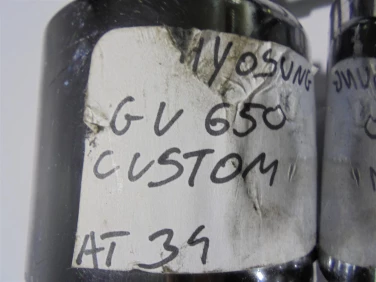 HYOSUNG
GV 650
CUSTOM
AT 34